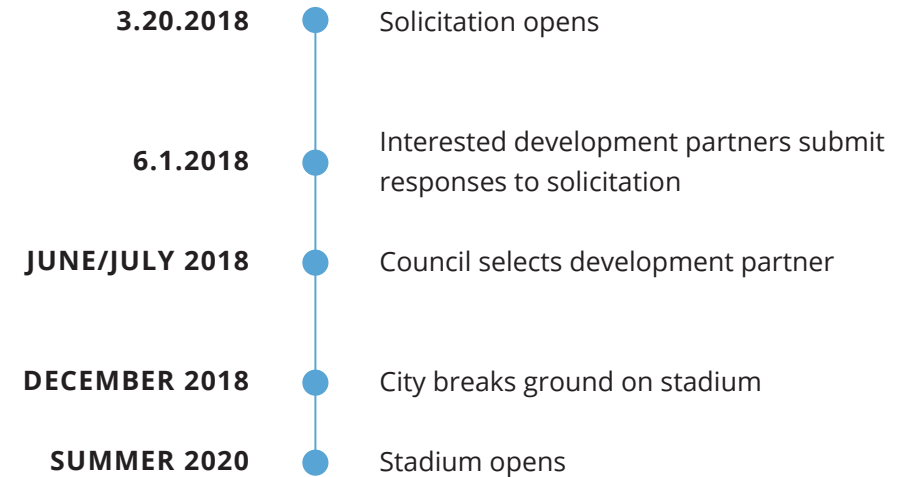 3.20.2018 Solicitation opens
6.1.2018 Interested development partners submit
responses to solicitation
JUNE/JULY 2018 Council selects development partner
DECEMBER 2018 City breaks ground on stadium
SUMMER 2020 Stadium opens